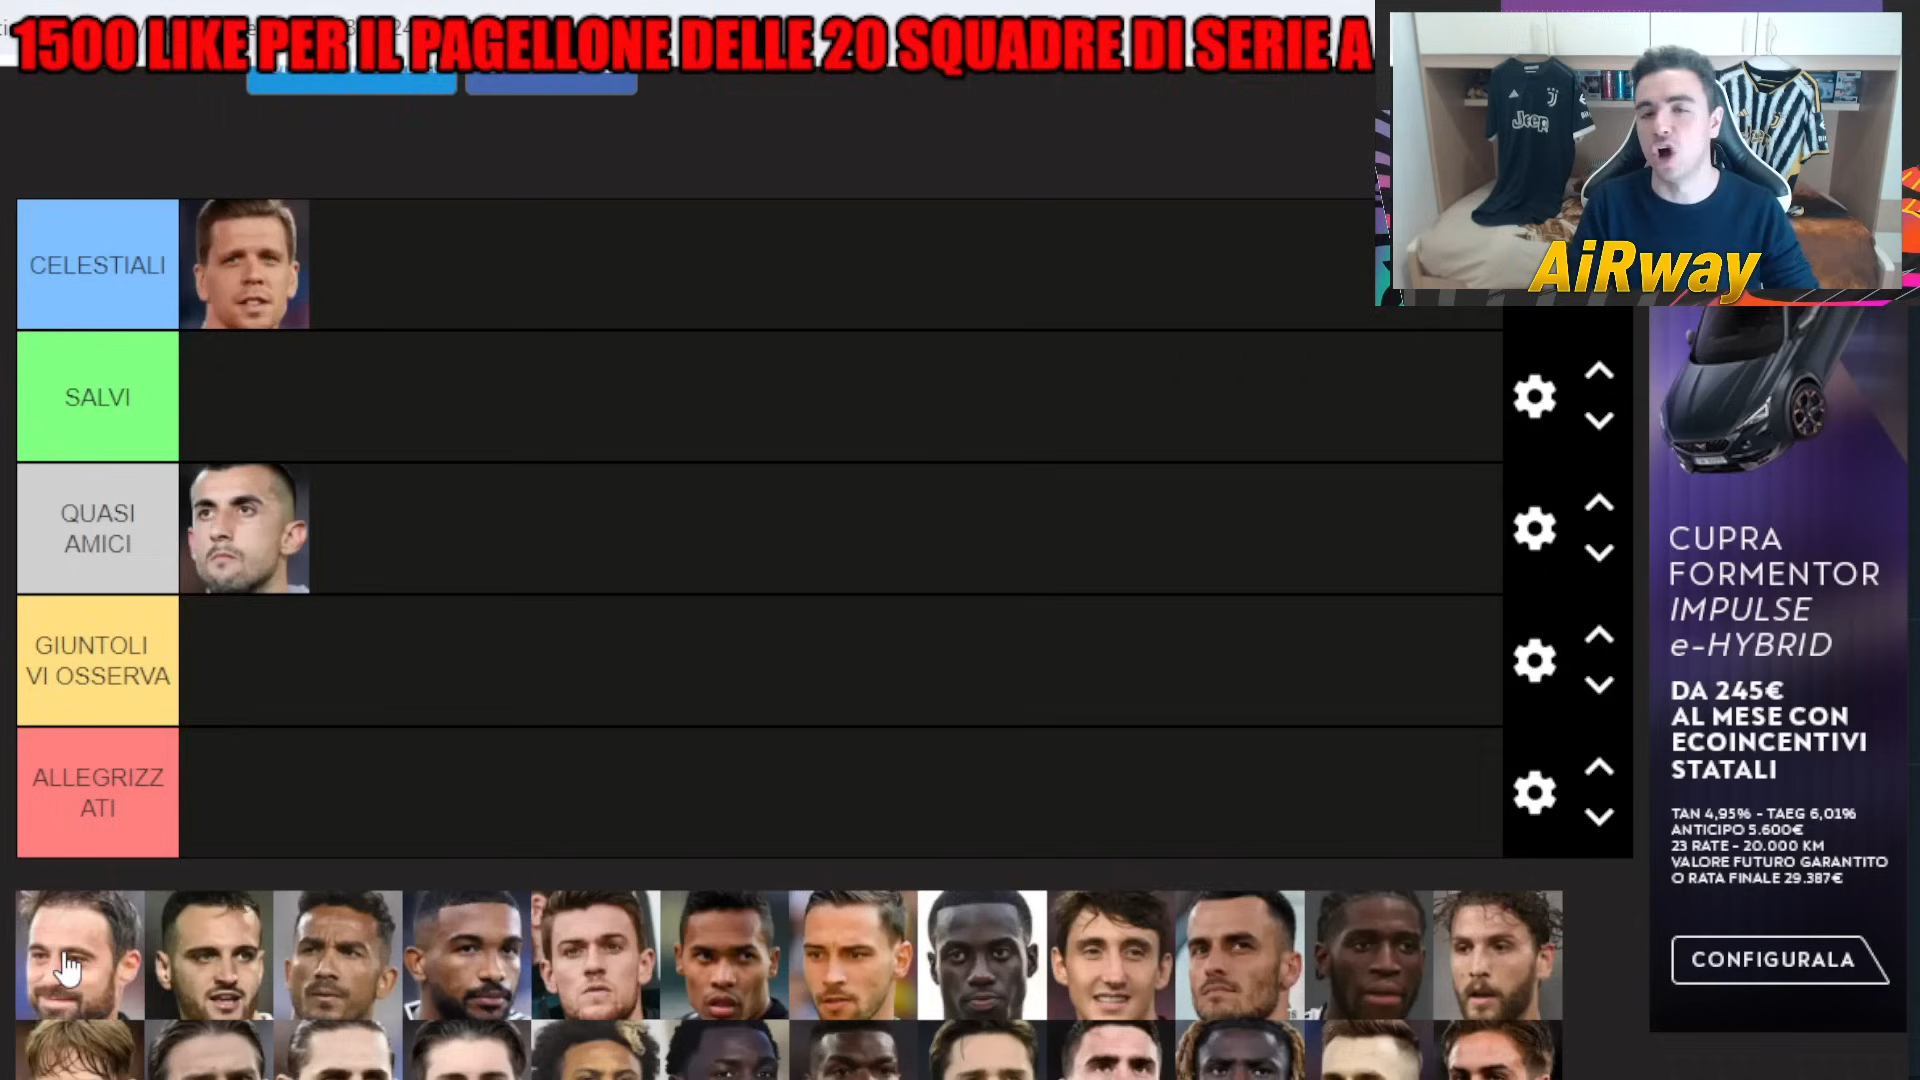 1500 LIKE PER IL PAGELLONE DELLE 20 SQUADRE DI SERIE A
Jeep
AiRway
CELESTIALI
SALVI
QUASI
AMICI
GIUNTOLI
VI OSSERVA
ALLEGRIZZ
ATI
CUPRA
FORMENTOR
IMPULSE
e-HYBRID
DA 245€
AL MESE CON
ECOINCENTIVI
STATALI
TAN 4,95% - TAEG 6,01%
ANTICIPO 5.600€
23 RATE - 20.000 KM
VALORE FUTURO GARANTITO
O RATA FINALE 29.387€
CONFIGURALA